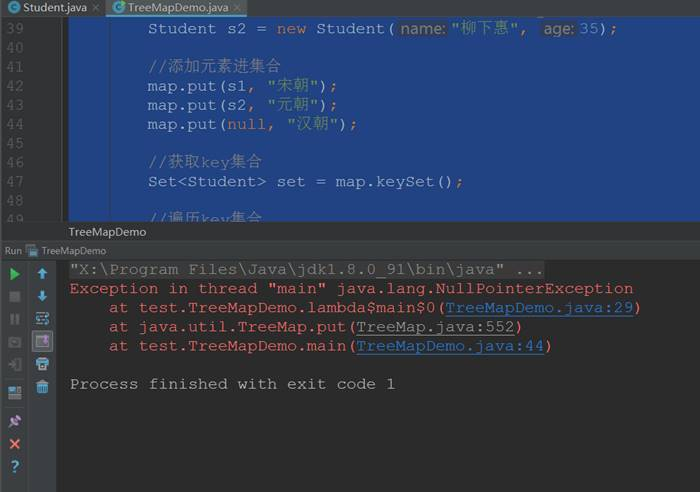 Student.java
TreeMapDemo.java
39 Student s2 = new Student( name: "柳下惠", age: 35);
40
41 //添加元素进集合
42 map.put(s1, "宋朝");
43 map.put(s2, "元朝");
44 map.put(null, "汉朝");
45
46 //获取key集合
47 Set<Student> set = map.keySet();
48
49 //遍历key集合
TreeMapDemo
Run TreeMapDemo
"X:\Program Files\Java\jdk1.8.0_91\bin\java" ...
Exception in thread "main" java.lang.NullPointerException
at test.TreeMapDemo.lambda$main$0(TreeMapDemo.java:29)
at java.util.TreeMap.put(TreeMap.java:552)
at test.TreeMapDemo.main(TreeMapDemo.java:44)
Process finished with exit code 1